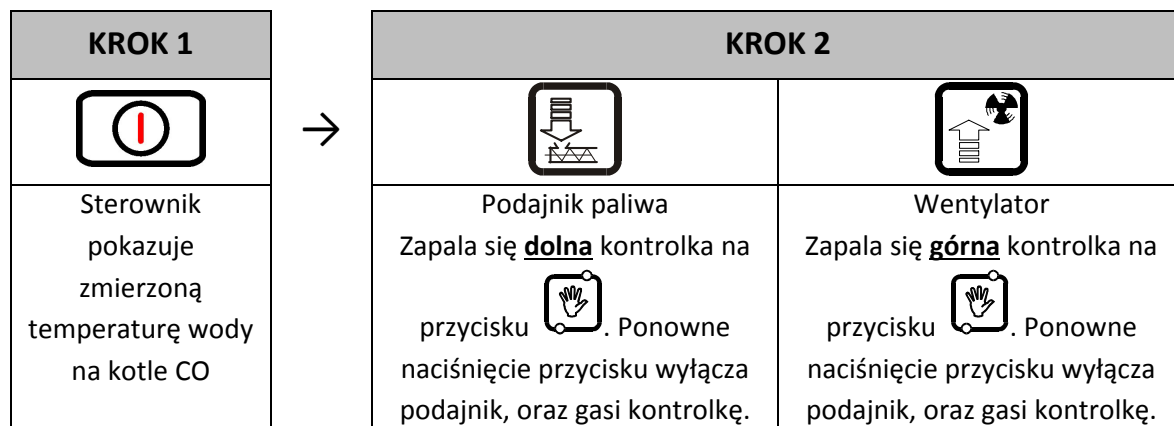 KROK 1
→
KROK 2
Sterownik
pokazuje
zmierzoną
temperaturę wody
na kotle CO
Podajnik paliwa
Zapala się dolna kontrolka na
przycisku . Ponowne
naciśnięcie przycisku wyłącza
podajnik, oraz gasi kontrolkę.
Wentylator
Zapala się górna kontrolka na
przycisku . Ponowne
naciśnięcie przycisku wyłącza
podajnik, oraz gasi kontrolkę.